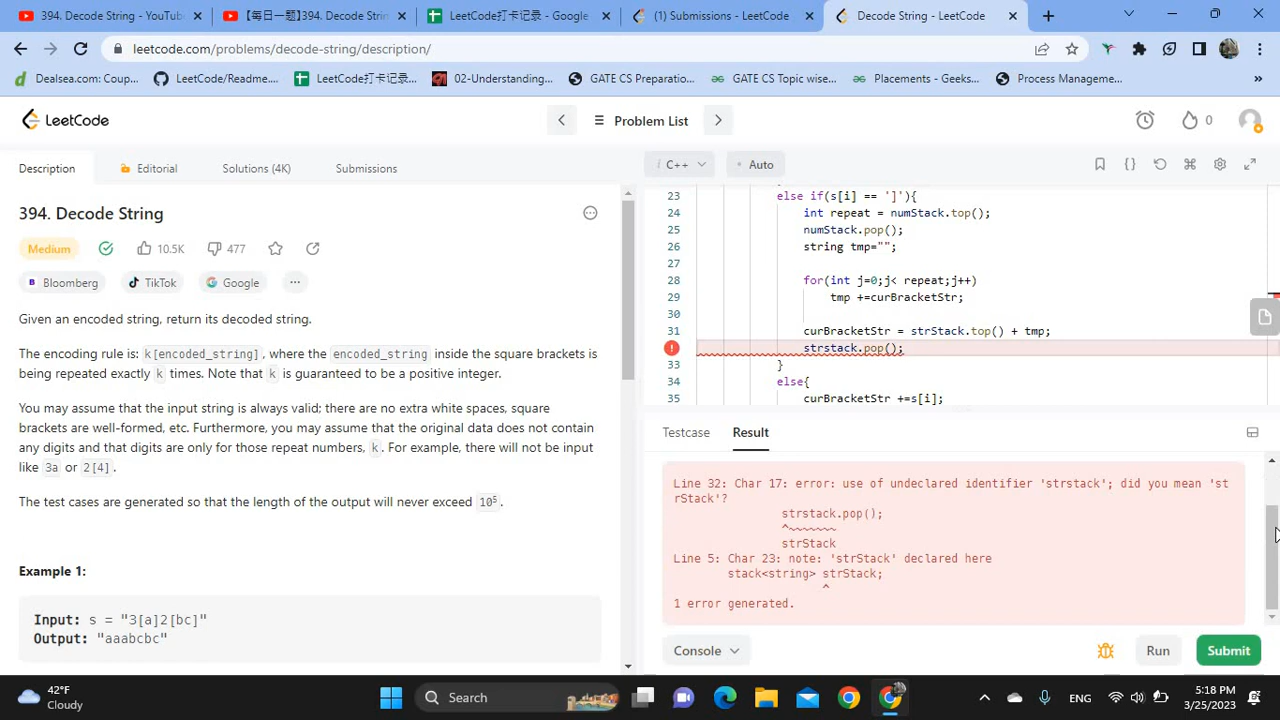 Decode String - YouTube
【每日一题】394. Decode Strin
LeetCode打卡记录 - Google
(1) Submissions - LeetCode
Decode String - LeetCode
leetcode.com/problems/decode-string/description/
Dealsea.com: Coup...
LeetCode/Readme....
LeetCode打卡记录...
02-Understanding...
GATE CS Preparatio...
GATE CS Topic wise...
Placements - Geeks...
Process Manageme...
LeetCode
Problem List
0
Description
Editorial
Solutions (4K)
Submissions
i C++
Auto
394. Decode String
Medium
10.5K
477
Bloomberg
TikTok
Google
Given an encoded string, return its decoded string.
The encoding rule is: k[encoded_string], where the encoded_string inside the square brackets is
being repeated exactly k times. Note that k is guaranteed to be a positive integer.
You may assume that the input string is always valid; there are no extra white spaces, square
brackets are well-formed, etc. Furthermore, you may assume that the original data does not contain
any digits and that digits are only for those repeat numbers, k. For example, there will not be input
like 3a or 2[4].
The test cases are generated so that the length of the output will never exceed 10⁵.
Example 1:
Input: s = "3[a]2[bc]"
Output: "aaabcbc"
23 else if(s[i] == ']'){
24 int repeat = numStack.top();
25 numStack.pop();
26 string tmp="";
27
28 for(int j=0;j< repeat;j++)
29 tmp +=curBracketStr;
30
31 curBracketStr = strStack.top() + tmp;
strstack.pop();
33 }
34 else{
35 curBracketStr +=s[i];
Testcase
Result
Line 32: Char 17: error: use of undeclared identifier 'strstack'; did you mean 'st
rStack'?
strstack.pop();
^~~~~~~~
strStack
Line 5: Char 23: note: 'strStack' declared here
stack<string> strStack;
^
1 error generated.
Console
Run
Submit
42°F
Cloudy
Search
ENG
5:18 PM
3/25/2023